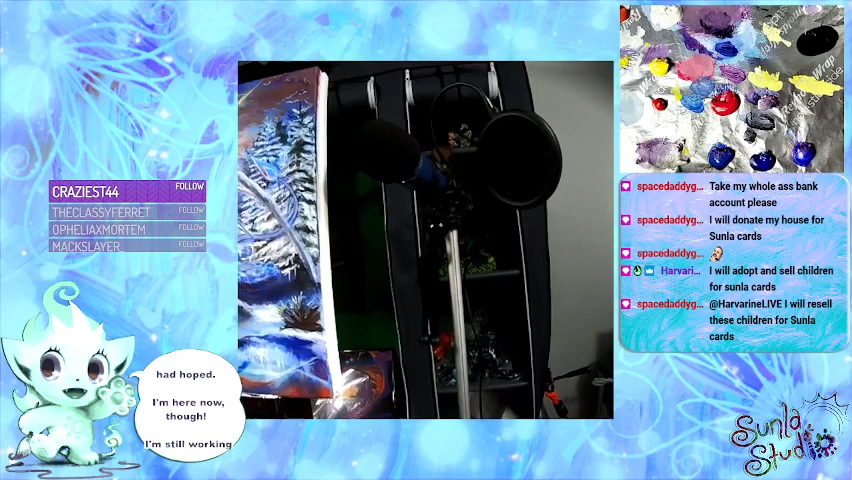 CRAZIEST44 FOLLOW
THECLASSYFERRET FOLLOW
OPHELIAXMORTEM FOLLOW
MACKSLAYER_ FOLLOW
had hoped.
I'm here now,
though!
I'm still working
Wrap
spacedaddyg... Take my whole ass bank
account please
spacedaddyg... I will donate my house for
Sunla cards
spacedaddyg...
Harvari... I will adopt and sell children
for sunla cards
spacedaddyg... @HarvarineLIVE I will resell
these children for Sunla
cards
Sunla
Studio